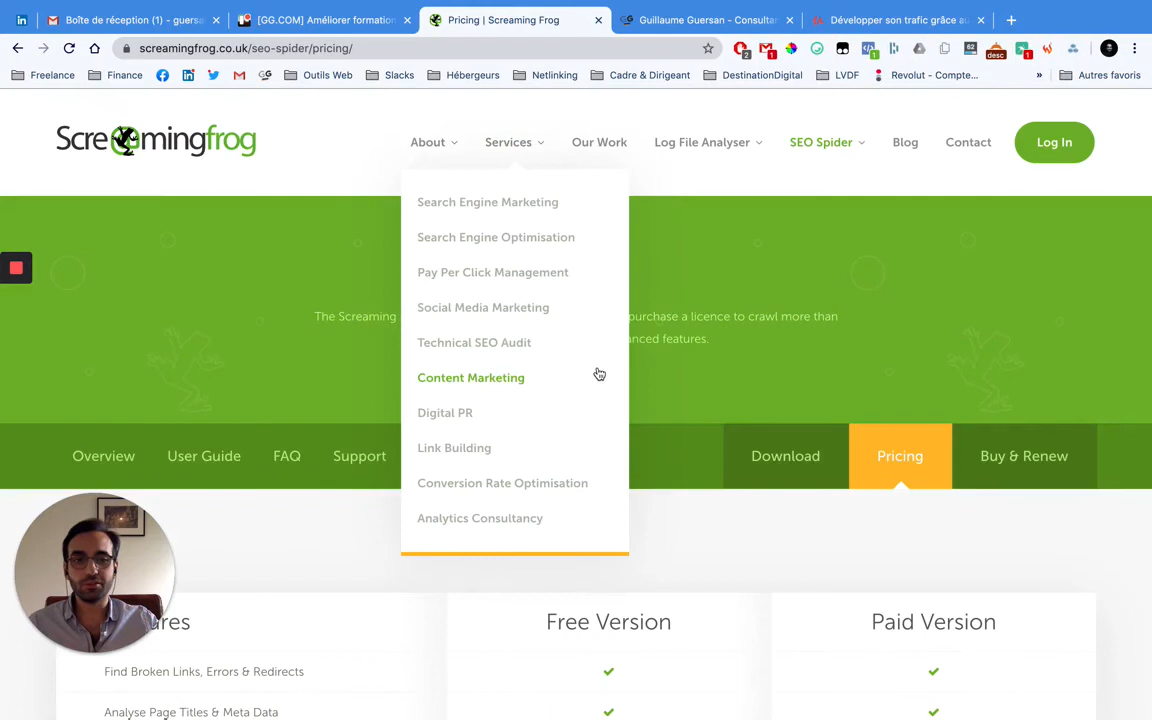 Boîte de réception (1) - guersa
[GG.COM] Améliorer formation
Pricing | Screaming Frog
Guillaume Guersan - Consultan
Développer son trafic grâce au
screamingfrog.co.uk/seo-spider/pricing/
Freelance
Finance
Outils Web
Slacks
Hébergeurs
Netlinking
Cadre & Dirigeant
DestinationDigital
LVDF
Revolut - Compte...
Autres favoris
Screamingfrog
About
Services
Our Work
Log File Analyser
SEO Spider
Blog
Contact
Log In
Search Engine Marketing
Search Engine Optimisation
Pay Per Click Management
Social Media Marketing
Technical SEO Audit
Content Marketing
Digital PR
Link Building
Conversion Rate Optimisation
Analytics Consultancy
The Screaming
purchase a licence to crawl more than
anced features.
Overview
User Guide
FAQ
Support
Download
Pricing
Buy & Renew
ures
Free Version
Paid Version
Find Broken Links, Errors & Redirects
Analyse Page Titles & Meta Data